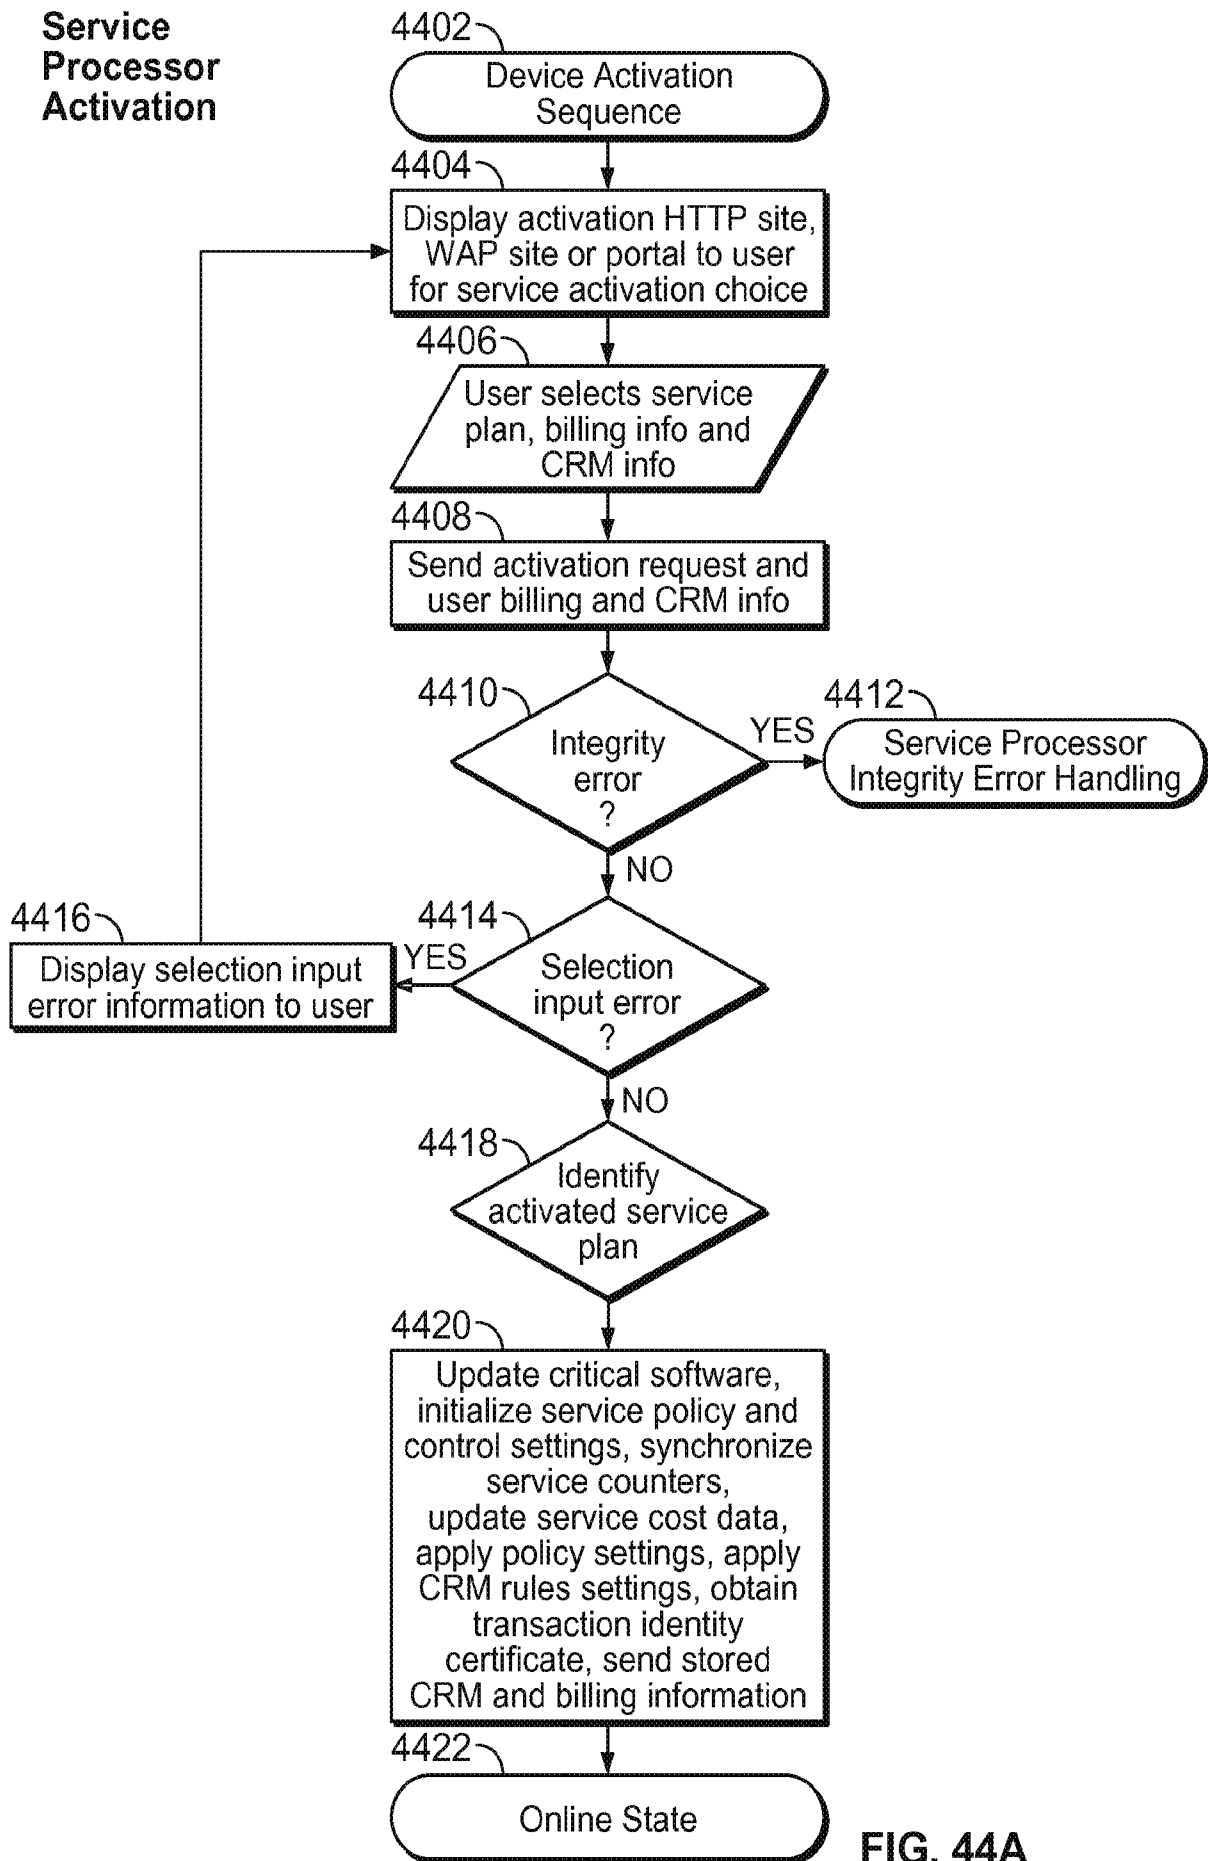 Service
Processor
Activation
4402
Device Activation
Sequence
4404
Display activation HTTP site,
WAP site or portal to user
for service activation choice
4406
User selects service
plan, billing info and
CRM info
4408
Send activation request and
user billing and CRM info
4410
Integrity
error
?
YES
4412
Service Processor
Integrity Error Handling
NO
4414
Selection
input error
?
YES
4416
Display selection input
error information to user
NO
4418
Identify
activated service
plan
4420
Update critical software,
initialize service policy and
control settings, synchronize
service counters,
update service cost data,
apply policy settings, apply
CRM rules settings, obtain
transaction identity
certificate, send stored
CRM and billing information
4422
Online State
FIG. 44A